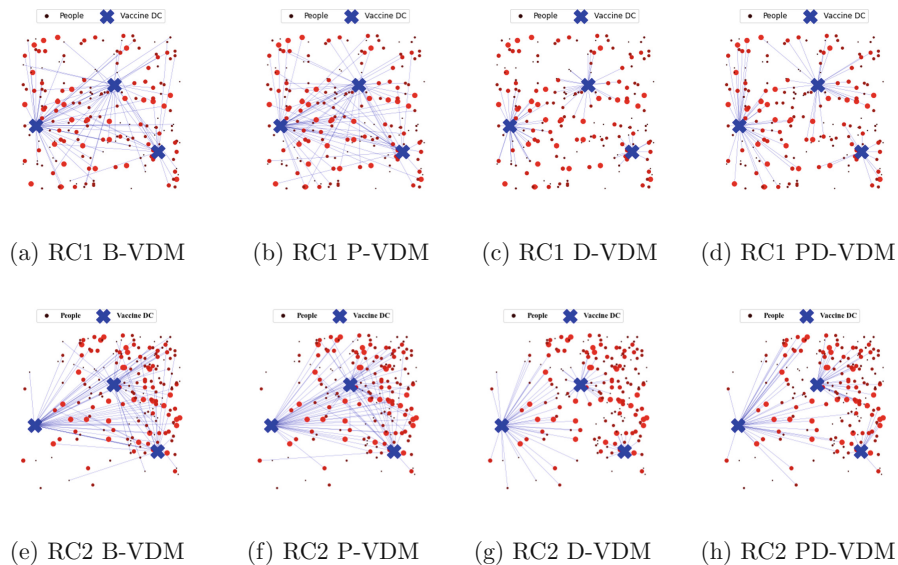 People Vaccine DC People Vaccine DC People Vaccine DC People Vaccine DC
(a) RC1 B-VDM (b) RC1 P-VDM (c) RC1 D-VDM (d) RC1 PD-VDM
People Vaccine DC People Vaccine DC People Vaccine DC People Vaccine DC
(e) RC2 B-VDM (f) RC2 P-VDM (g) RC2 D-VDM (h) RC2 PD-VDM